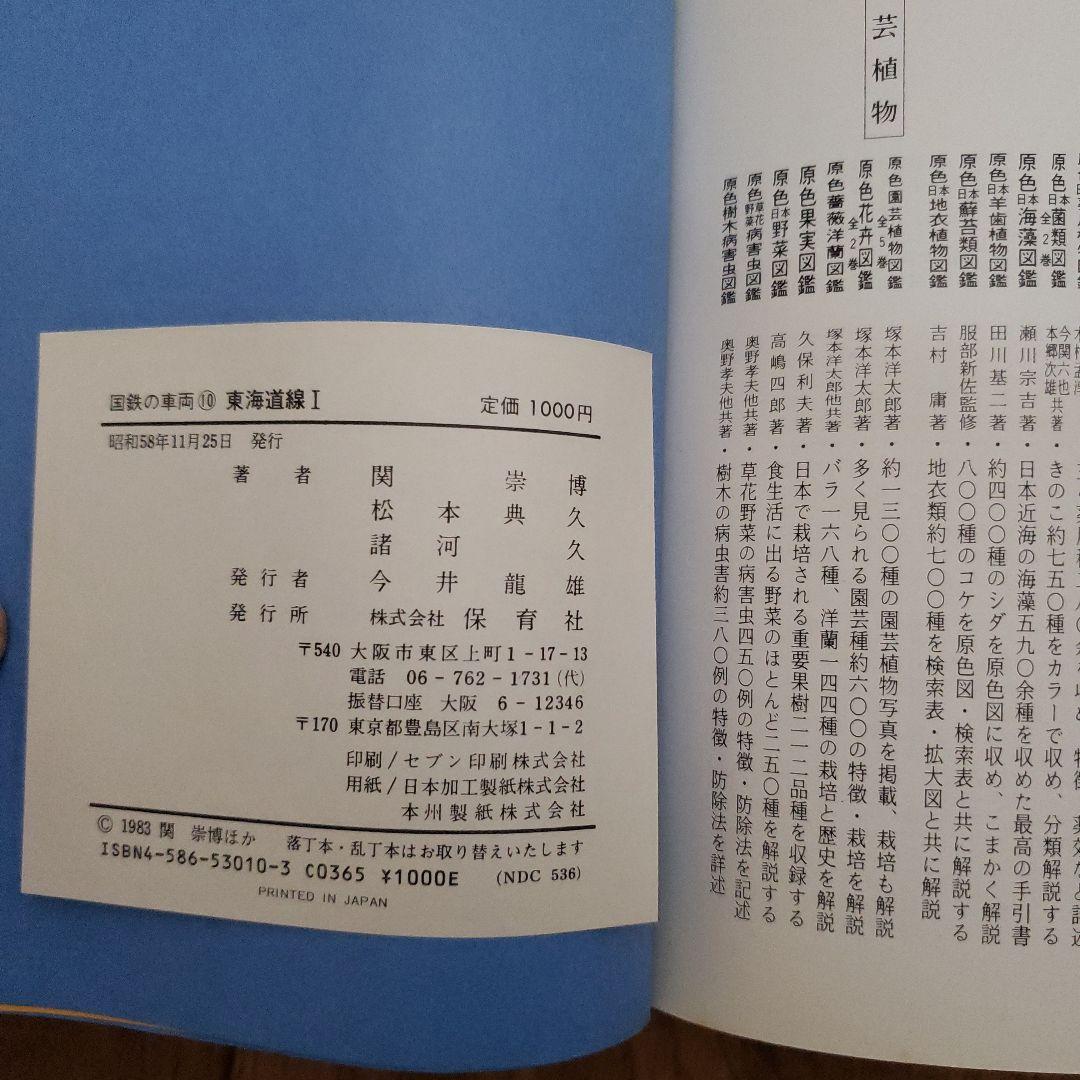 国鉄の車両⑩ 東海道線Ⅰ 定価 1000円
昭和58年11月25日 発行
著者 関 崇博
松本典久
諸河 久
発行者 今井龍雄
発行所 株式会社 保育社
〒540 大阪市東区上町1-17-13
電話 06-762-1731(代)
振替口座 大阪 6-12346
〒170 東京都豊島区南大塚1-1-2
印刷/セブン印刷株式会社
用紙/日本加工製紙株式会社
本州製紙株式会社
© 1983 関 崇博ほか 落丁本・乱丁本はお取り替えいたします
ISBN4-586-53010-3 C0365 ¥1000E (NDC 536)
PRINTED IN JAPAN
原色日本菌類図鑑 全2巻 今関六也 本郷次雄 共著・きのこ約七五〇種をカラーで収め、分類解説する
原色日本海藻図鑑 瀬川宗吉著・日本近海の海藻五九〇余種を収めた最高の手引書
原色日本羊歯植物図鑑 田川基二著・約四〇〇種のシダを原色図に収め、こまかく解説
原色日本蘇苔類図鑑 服部新佐監修・八〇〇種のコケを原色図・検索表と共に解説する
原色日本地衣植物図鑑 吉村 庸著・地衣類約七〇〇種を検索表・拡大図と共に解説
芸植物
原色園芸植物図鑑 全5巻 塚本洋太郎著・約一三〇〇種の園芸植物写真を掲載、栽培も解説
原色花卉図鑑 全2巻 塚本洋太郎著・多く見られる園芸種約六〇〇の特徴・栽培を解説
原色薔薇洋蘭図鑑 塚本洋太郎他共著・バラ一六八種、洋蘭一四四種の栽培と歴史を解説
原色果実図鑑 久保利夫著・日本で栽培される重要果樹二一二品種を収録する
原色日本野菜図鑑 高嶋四郎著・食生活に出る野菜のほとんど二五〇種を解説する
原色草花野菜病害虫図鑑 奥野孝夫他共著・草花野菜の病害虫四五〇例の特徴・防除法を記述
原色樹木病害虫図鑑 奥野孝夫他共著・樹木の病虫害約三八〇例の特徴・防除法を詳述